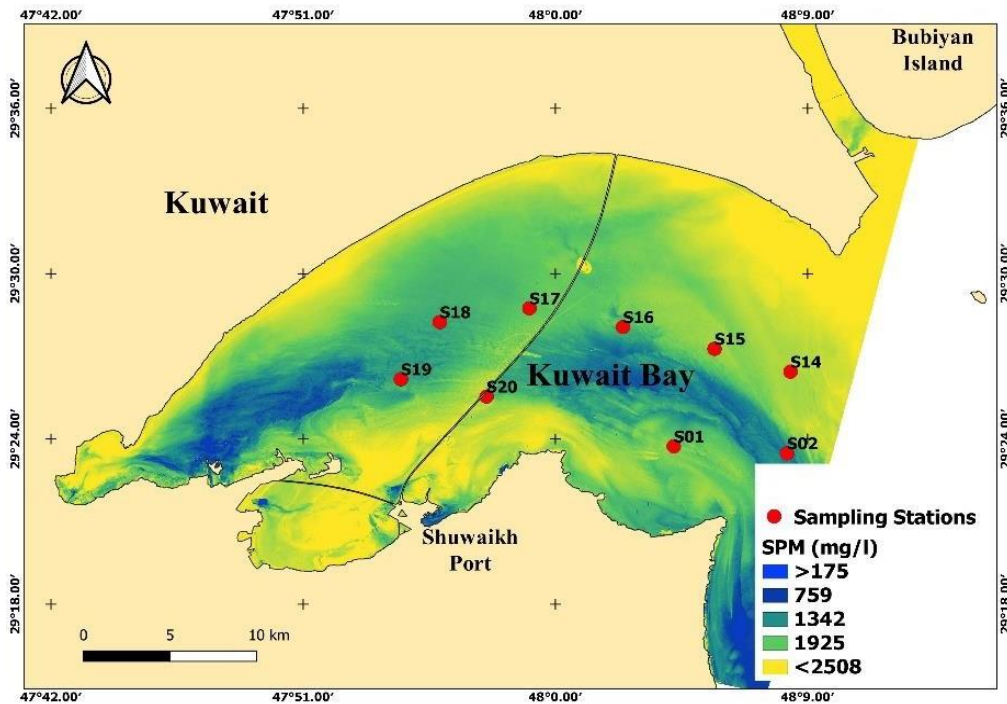 47°42.00' 47°51.00' 48°0.00' 48°9.00'
Bubiyan
Island
29°36.00' 29°36.00'
Kuwait
29°30.00' 29°30.00'
S17
S18
S16
S15
S14
Kuwait Bay
S19
S20
29°24.00' 29°24.00'
S01
S02
Shuwaikh
Port
Sampling Stations
SPM (mg/l)
>175
759
1342
1925
<2508
29°18.00' 29°18.00'
0 5 10 km
47°42.00' 47°51.00' 48°0.00' 48°9.00'